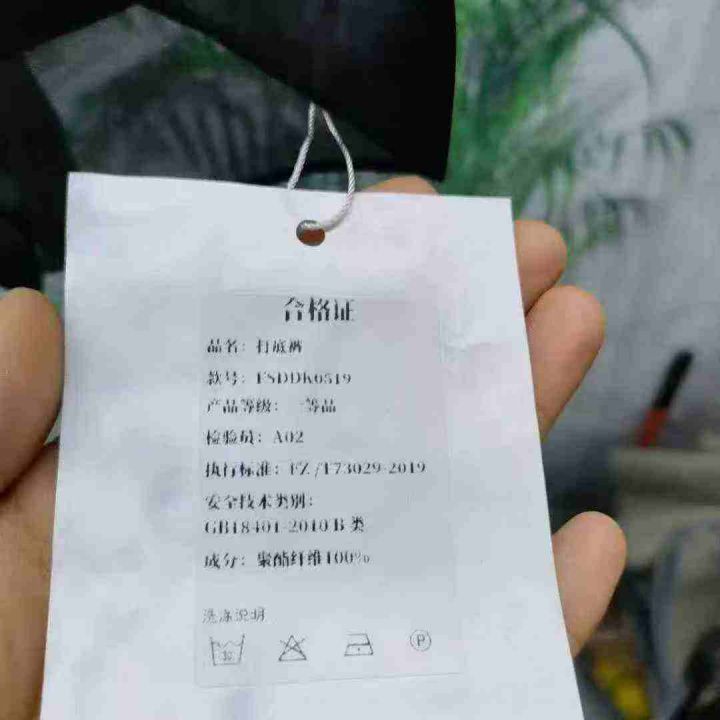 合格证
品名：打底裤
款号：FSDDK0519
产品等级：一等品
检验员：A02
执行标准：FZ/T73029-2019
安全技术类别：
GB18401-2010 B 类
成分：聚酯纤维100%
洗涤说明
30
P